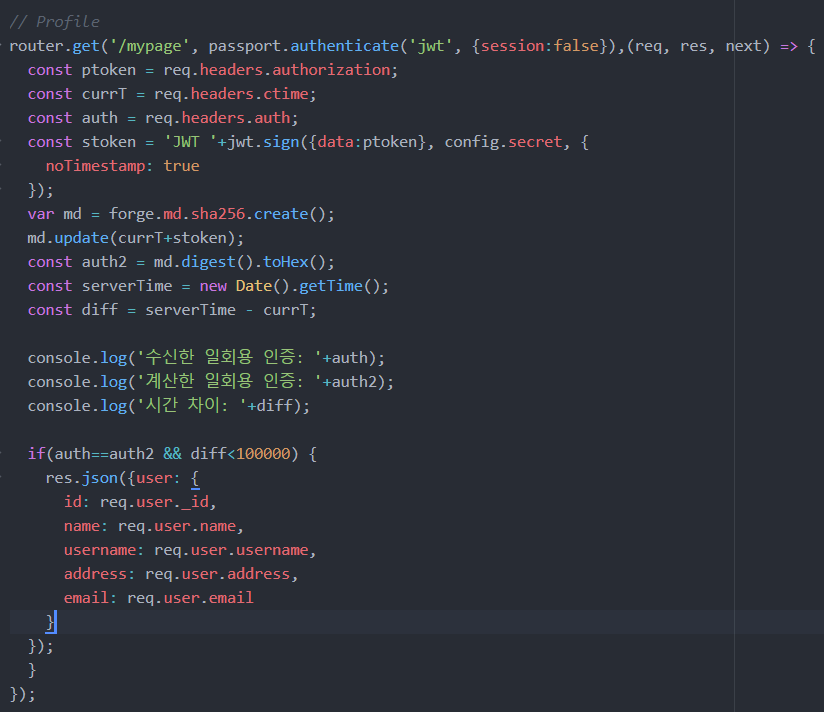 // Profile
router.get('/mypage', passport.authenticate('jwt', {session:false}),(req, res, next) => {
  const ptoken = req.headers.authorization;
  const currT = req.headers.ctime;
  const auth = req.headers.auth;
  const stoken = 'JWT '+jwt.sign({data:ptoken}, config.secret, {
    noTimestamp: true
  });
  var md = forge.md.sha256.create();
  md.update(currT+stoken);
  const auth2 = md.digest().toHex();
  const serverTime = new Date().getTime();
  const diff = serverTime - currT;

  console.log('수신한 일회용 인증: '+auth);
  console.log('계산한 일회용 인증: '+auth2);
  console.log('시간 차이: '+diff);

  if(auth==auth2 && diff<100000) {
    res.json({user: {
      id: req.user._id,
      name: req.user.name,
      username: req.user.username,
      address: req.user.address,
      email: req.user.email
    }
  });
  }
});